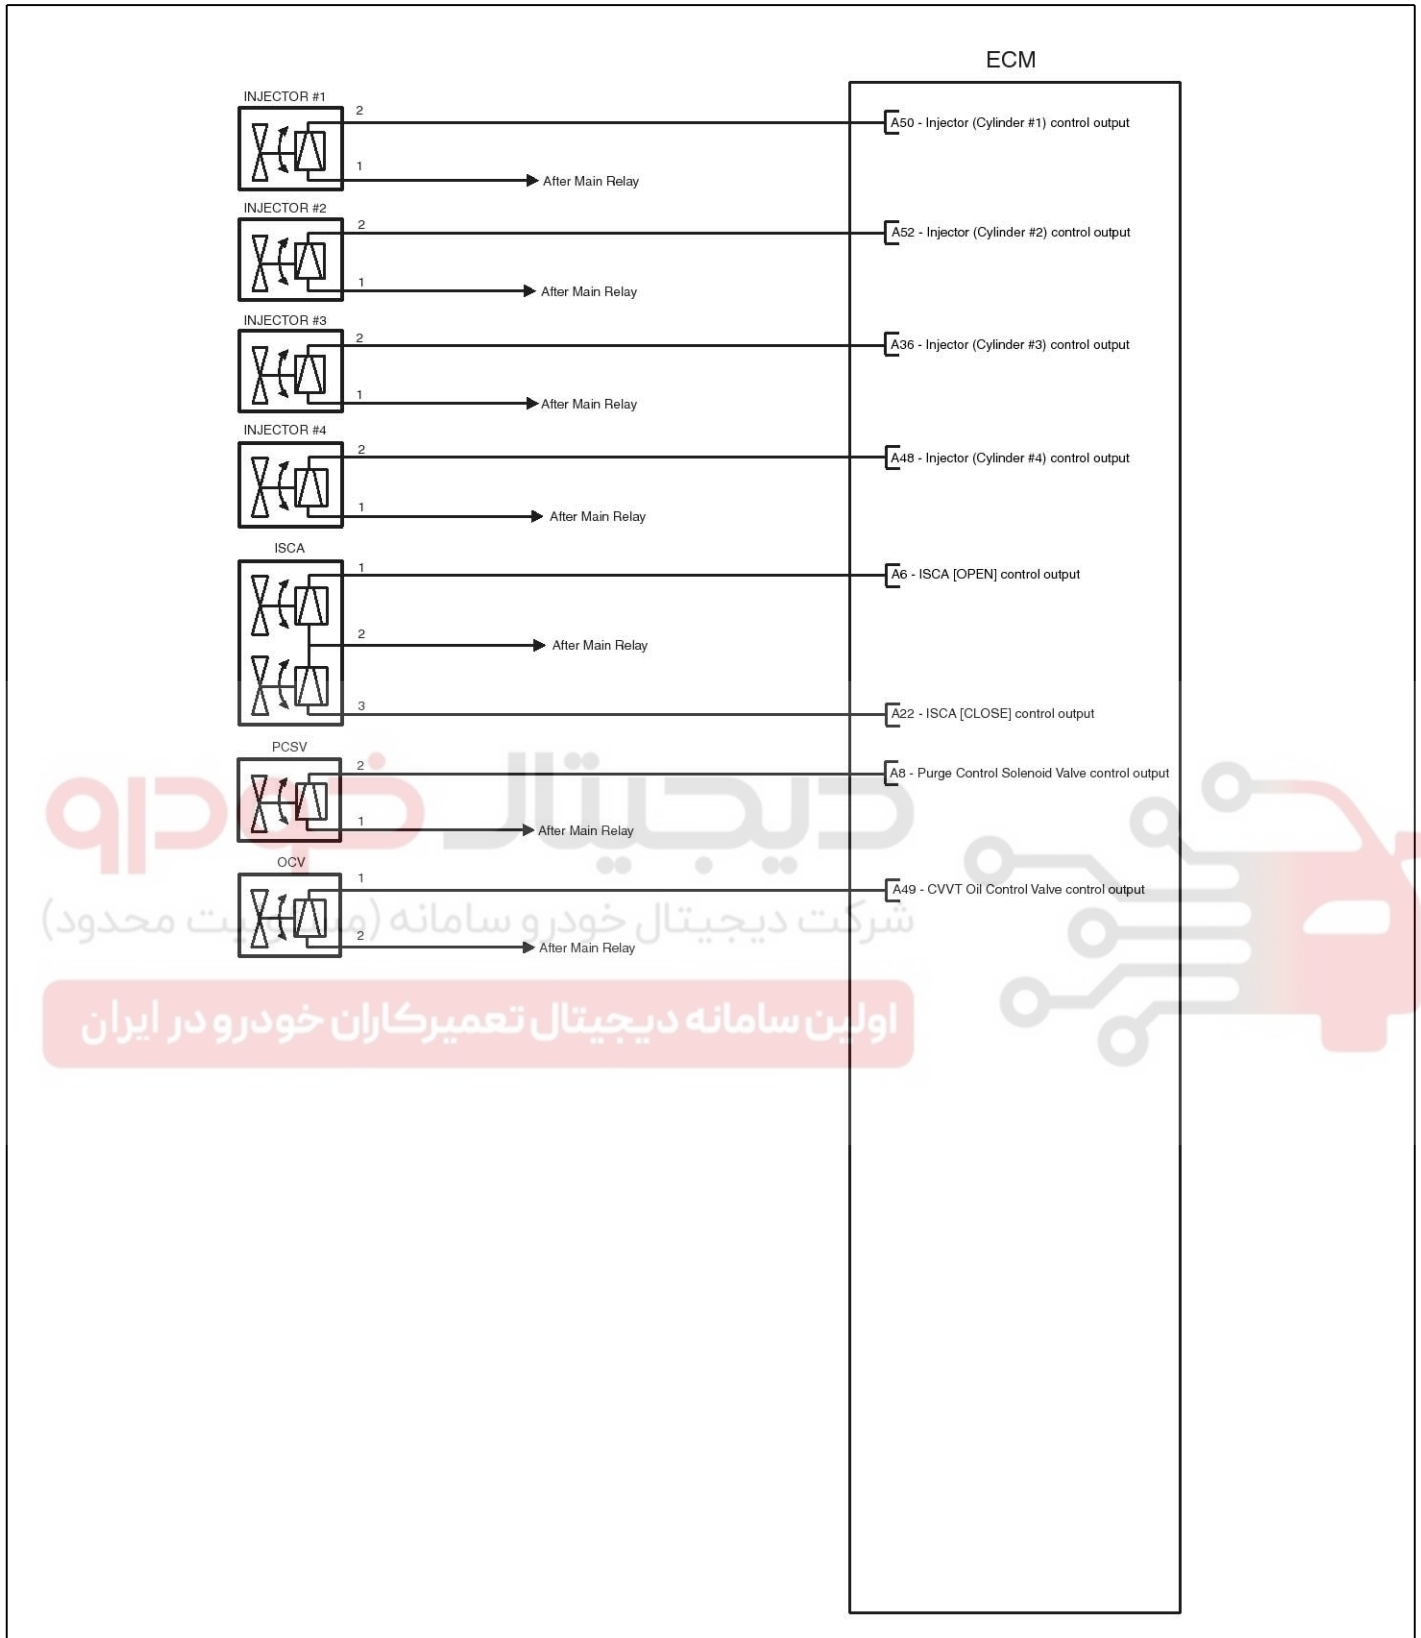 ECM
INJECTOR #1
2
A50 - Injector (Cylinder #1) control output
1
After Main Relay
INJECTOR #2
2
A52 - Injector (Cylinder #2) control output
1
After Main Relay
INJECTOR #3
2
A36 - Injector (Cylinder #3) control output
1
After Main Relay
INJECTOR #4
2
A48 - Injector (Cylinder #4) control output
1
After Main Relay
ISCA
1
A6 - ISCA [OPEN] control output
2
After Main Relay
3
A22 - ISCA [CLOSE] control output
PCSV
2
A8 - Purge Control Solenoid Valve control output
1
After Main Relay
دیجیتال خودرو
OCV
1
A49 - CVVT Oil Control Valve control output
شرکت دیجیتال خودرو سامانه (مسئولیت محدود)
2
After Main Relay
اولین سامانه دیجیتال تعمیرکاران خودرو در ایران